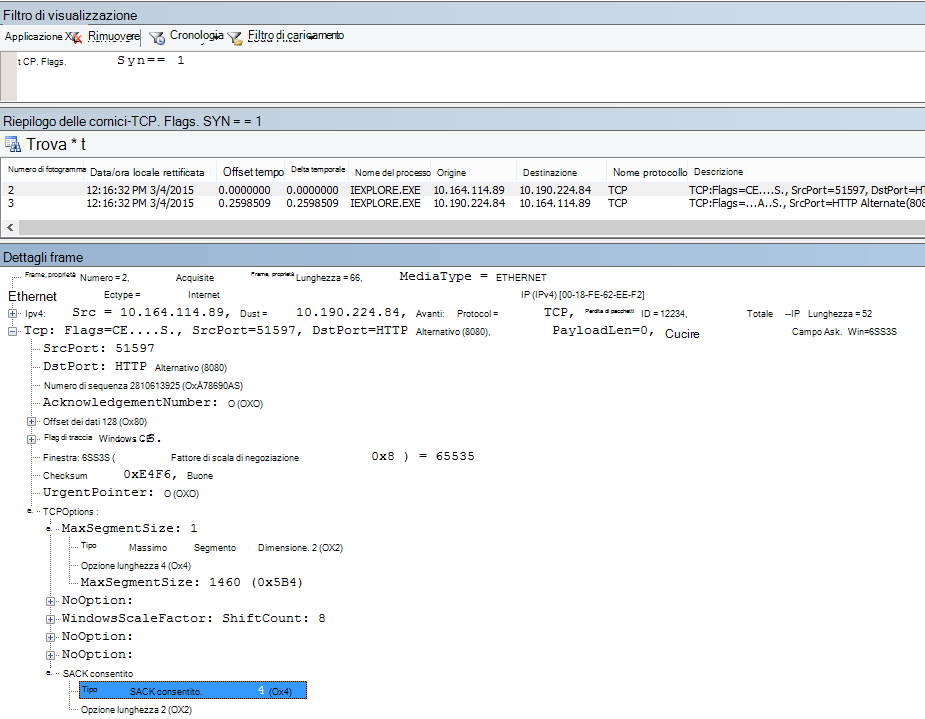 Filtro di visualizzazione
Applicazione Rimuovere Cronologia Filtro di caricamento
t CP. Flags. Syn== 1
Riepilogo delle cornici-TCP. Flags. SYN = = 1
Trova * t
Numero di fotogramma Data/ora locale rettificata Offset tempo Delta temporale Nome del processo Origine Destinazione Nome protocollo Descrizione
2 12:16:32 PM 3/4/2015 0.0000000 0.0000000 IEXPLORE.EXE 10.164.114.89 10.190.224.84 TCP TCP:Flags=CE....S., SrcPort=51597, DstPort=HT
3 12:16:32 PM 3/4/2015 0.2598509 0.2598509 IEXPLORE.EXE 10.190.224.84 10.164.114.89 TCP TCP:Flags=...A..S., SrcPort=HTTP Alternate(808
Dettagli frame
Frame, proprietà Numero = 2, Acquisite Frame, proprietà Lunghezza = 66, MediaType = ETHERNET
Ethernet Ectype = Internet IP (IPv4) [00-18-FE-62-EE-F2]
Ipv4: Src = 10.164.114.89, Dust = 10.190.224.84, Avanti: Protocol = TCP, Perdita di pacchetti ID = 12234, Totale --IP Lunghezza = 52
Tcp: Flags=CE....S., SrcPort=51597, DstPort=HTTP Alternativo (8080), PayloadLen=0, Cucire Campo Ask. Win=6SS3S
SrcPort: 51597
DstPort: HTTP Alternativo (8080)
Numero di sequenza 2810613925 (OxÄ78690AS)
AcknowledgementNumber: O (OXO)
Offset dei dati 128 (Ox80)
Flag di traccia Windows CE5.
Finestra: 6SS3S ( Fattore di scala di negoziazione 0x8 ) = 65535
Checksum 0xE4F6, Buone
UrgentPointer: O (OXO)
TCPOptions :
MaxSegmentSize: 1
Tipo Massimo Segmento Dimensione. 2 (OX2)
Opzione lunghezza 4 (Ox4)
MaxSegmentSize: 1460 (0x5B4)
NoOption:
WindowsScaleFactor: ShiftCount: 8
NoOption:
NoOption:
SACK consentito
Tipo SACK consentito. 4 (Ox4)
Opzione lunghezza 2 (OX2)